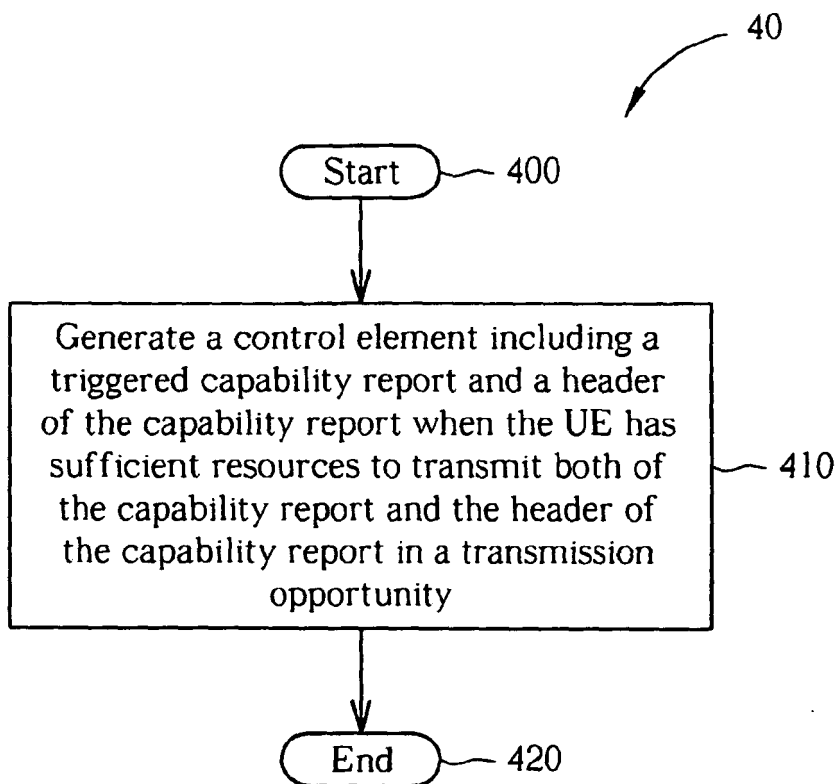 40
Start
400
Generate a control element including a
triggered capability report and a header
of the capability report when the UE has
sufficient resources to transmit both of
the capability report and the header of
the capability report in a transmission
opportunity
410
End
420